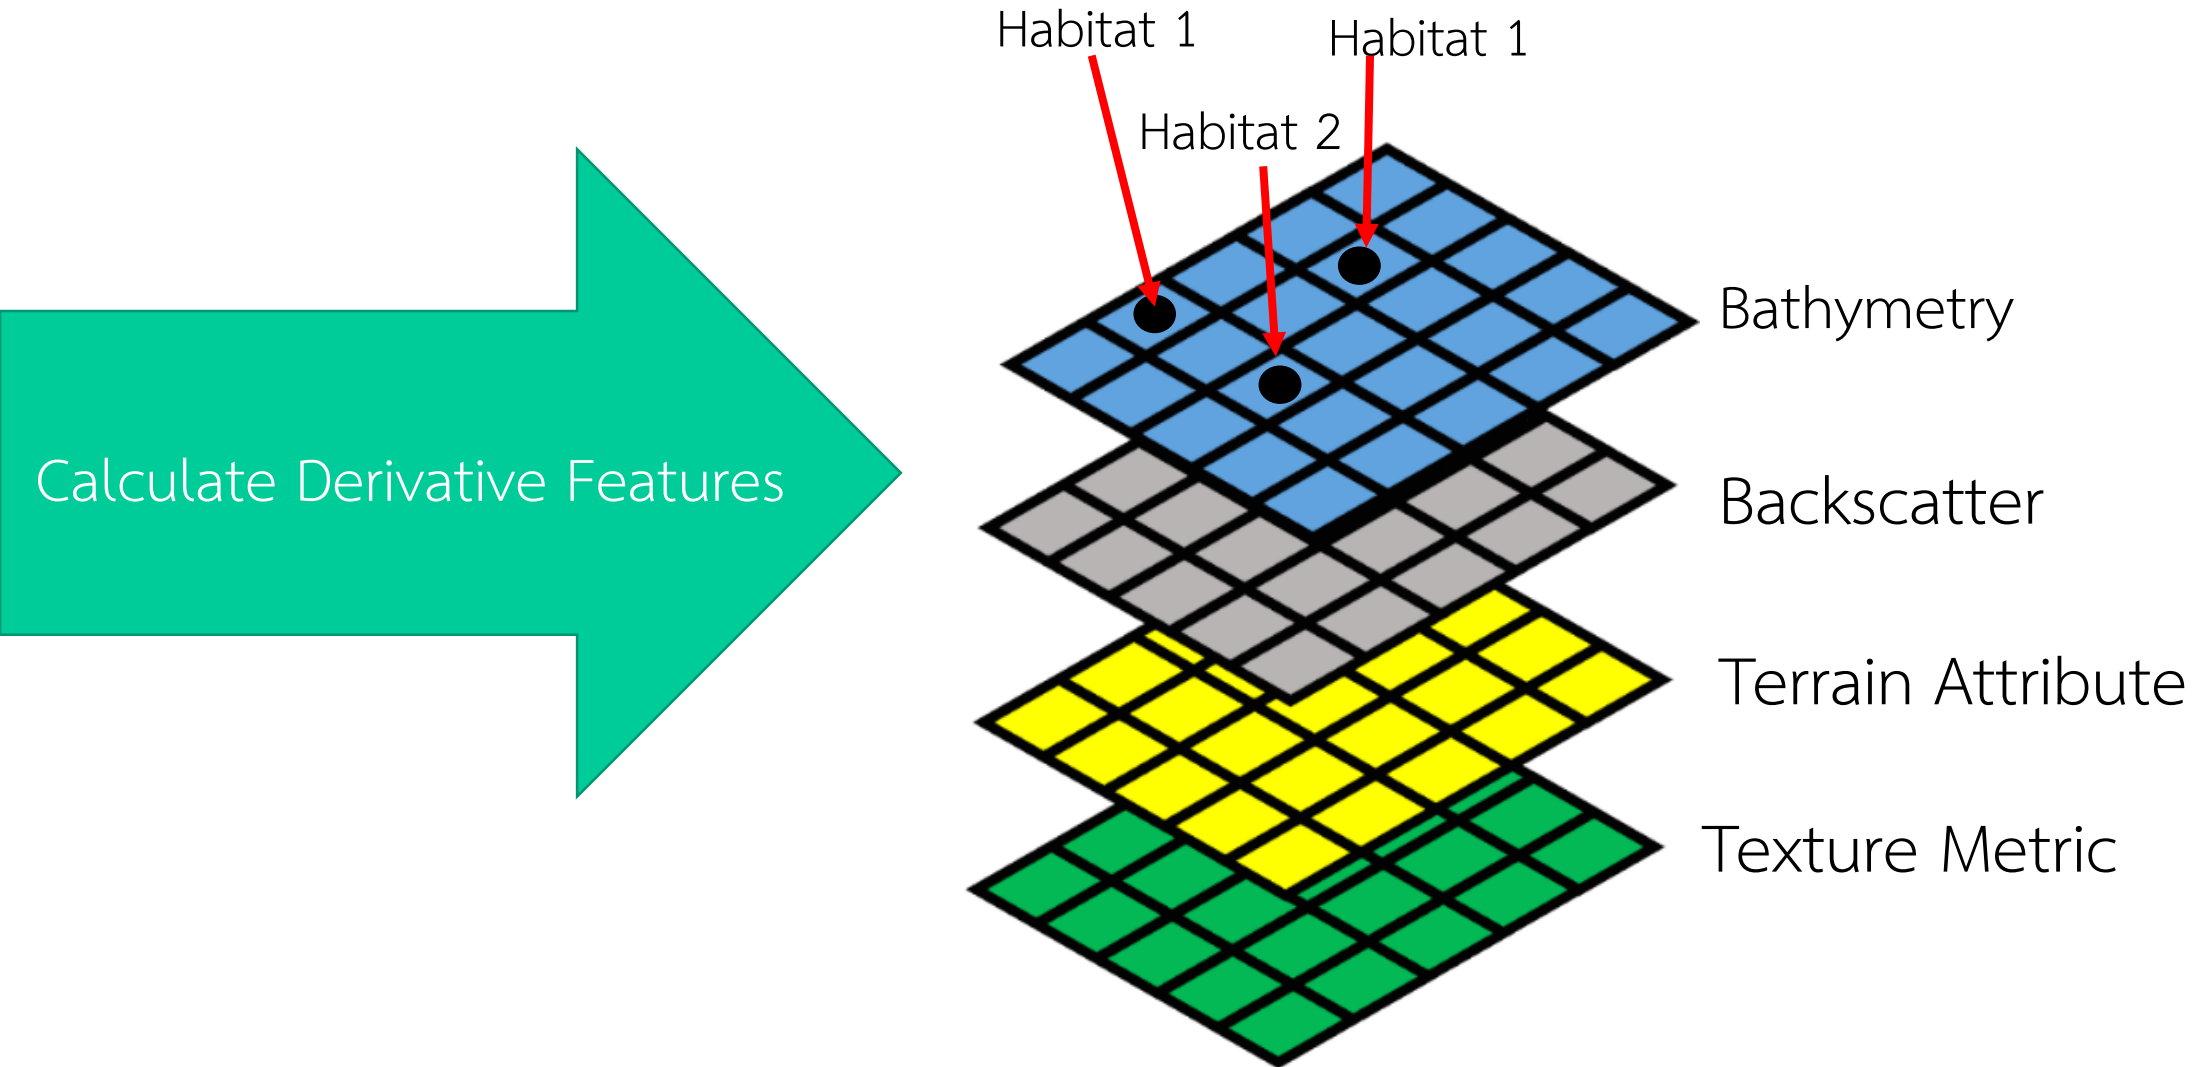 Habitat 1
Habitat 1
Habitat 2
Bathymetry
Calculate Derivative Features
Backscatter
Terrain Attribute
Texture Metric